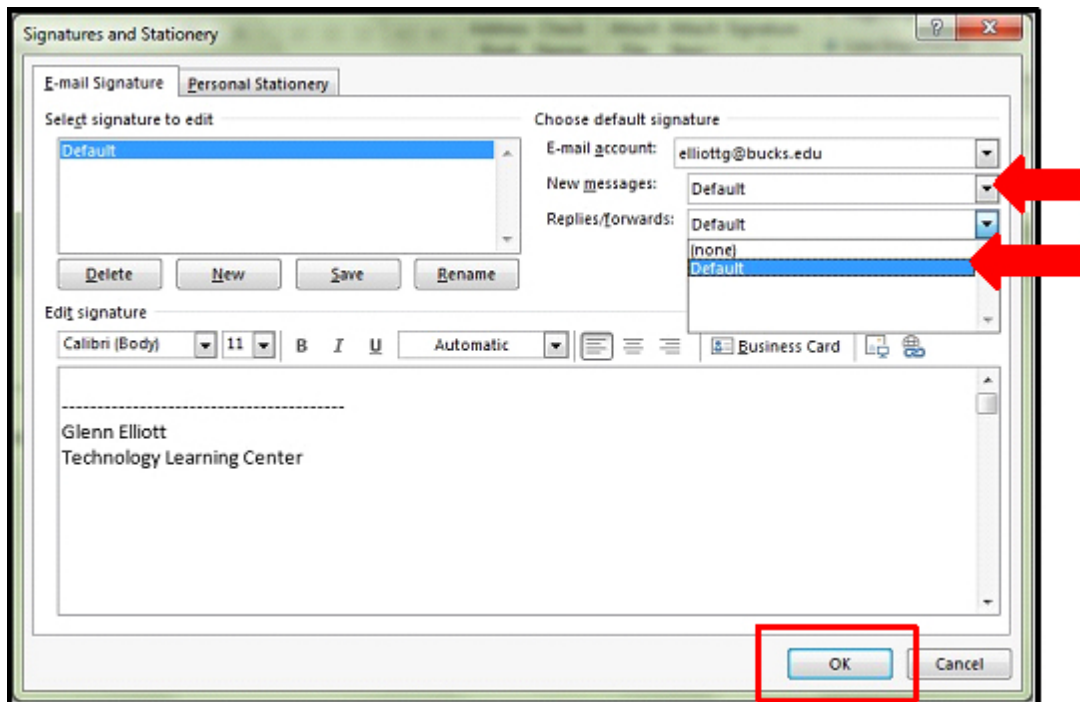 Signatures and Stationery
E-mail Signature Personal Stationery
Select signature to edit
Default
Delete New Save Rename
Choose default signature
E-mail account: elliottg@bucks.edu
New messages: Default
Replies/forwards: Default
(none)
Default
Edit signature
Calibri (Body) 11 B I U Automatic Business Card
----------------------------------------
Glenn Elliott
Technology Learning Center
OK Cancel